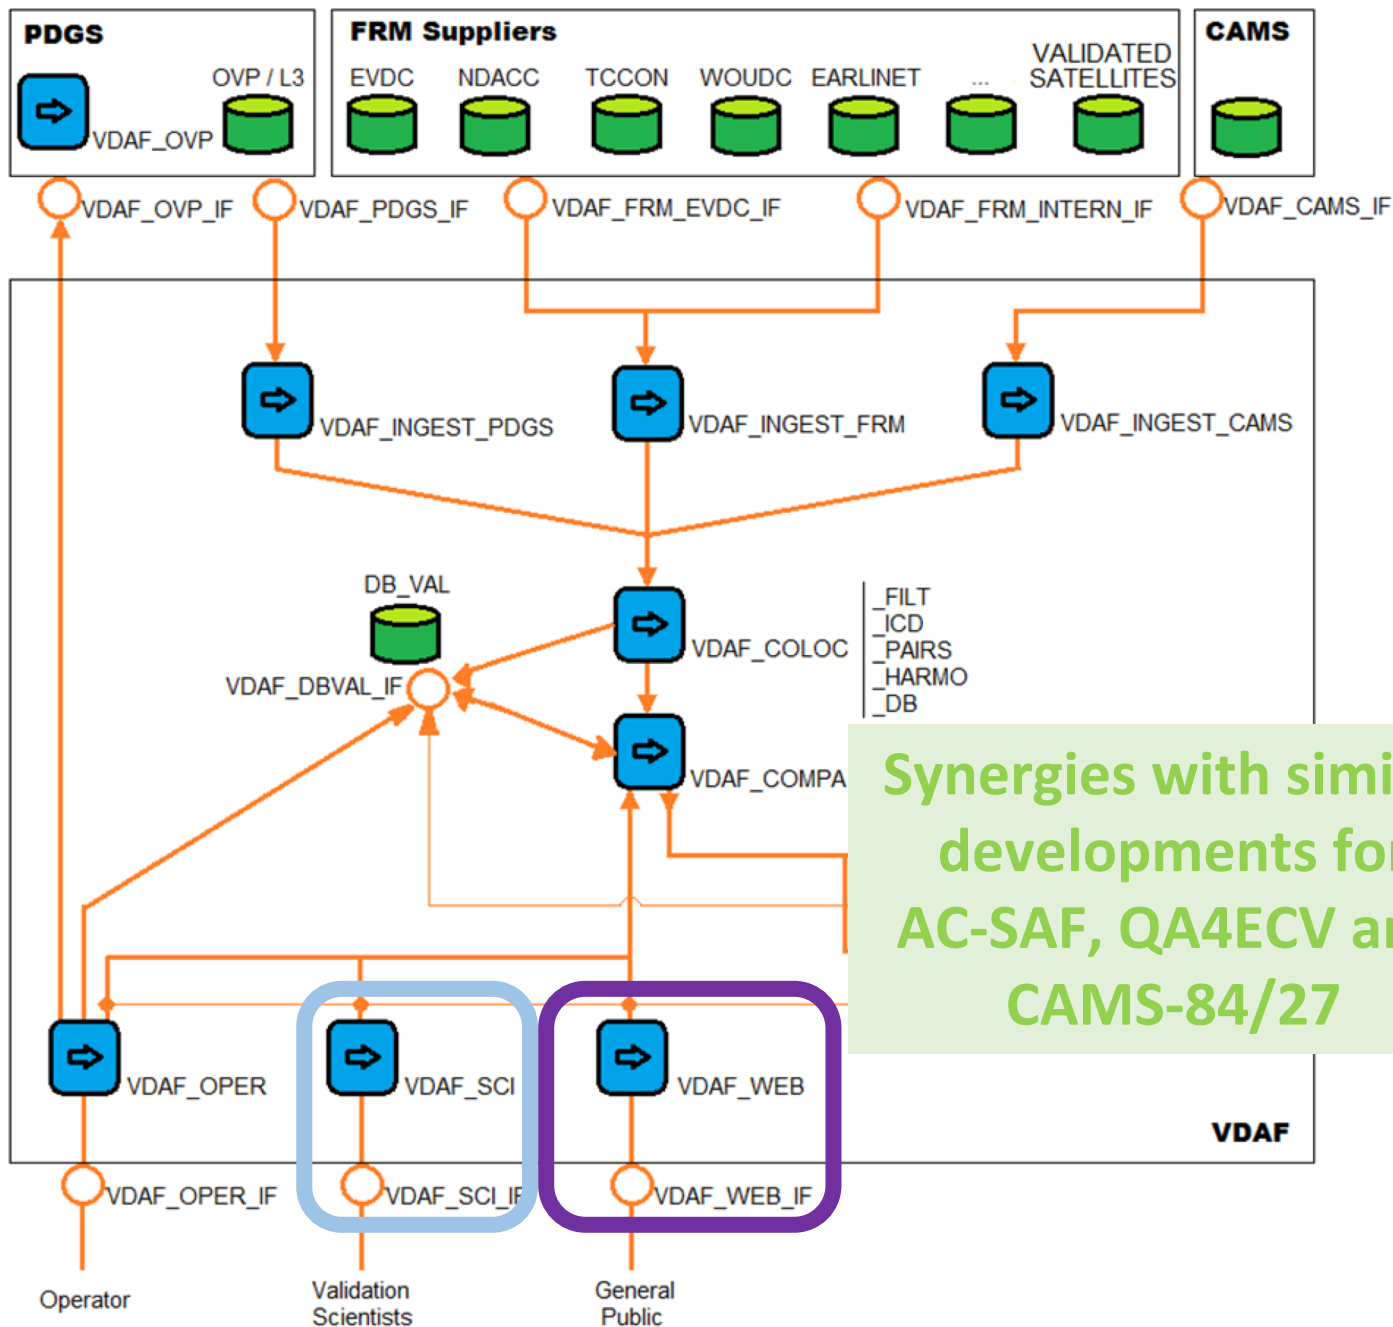 PDGS
FRM Suppliers
CAMS
OVP / L3
EVDC
NDACC
TCCON
WOUDC
EARLINET
...
VALIDATED
SATELLITES
VDAF_OVP
VDAF_OVP_IF
VDAF_PDGS_IF
VDAF_FRM_EVDC_IF
VDAF_FRM_INTERN_IF
VDAF_CAMS_IF
VDAF_INGEST_PDGS
VDAF_INGEST_FRM
VDAF_INGEST_CAMS
DB_VAL
VDAF_COLOC
_FILT
_ICD
_PAIRS
_HARMO
_DB
VDAF_DBVAL_IF
VDAF_COMPA
Synergies with simi
developments for
AC-SAF, QA4ECV a
CAMS-84/27
VDAF_OPER
VDAF_SCI
VDAF_WEB
VDAF
VDAF_OPER_IF
VDAF_SCI_IF
VDAF_WEB_IF
Operator
Validation
Scientists
General
Public